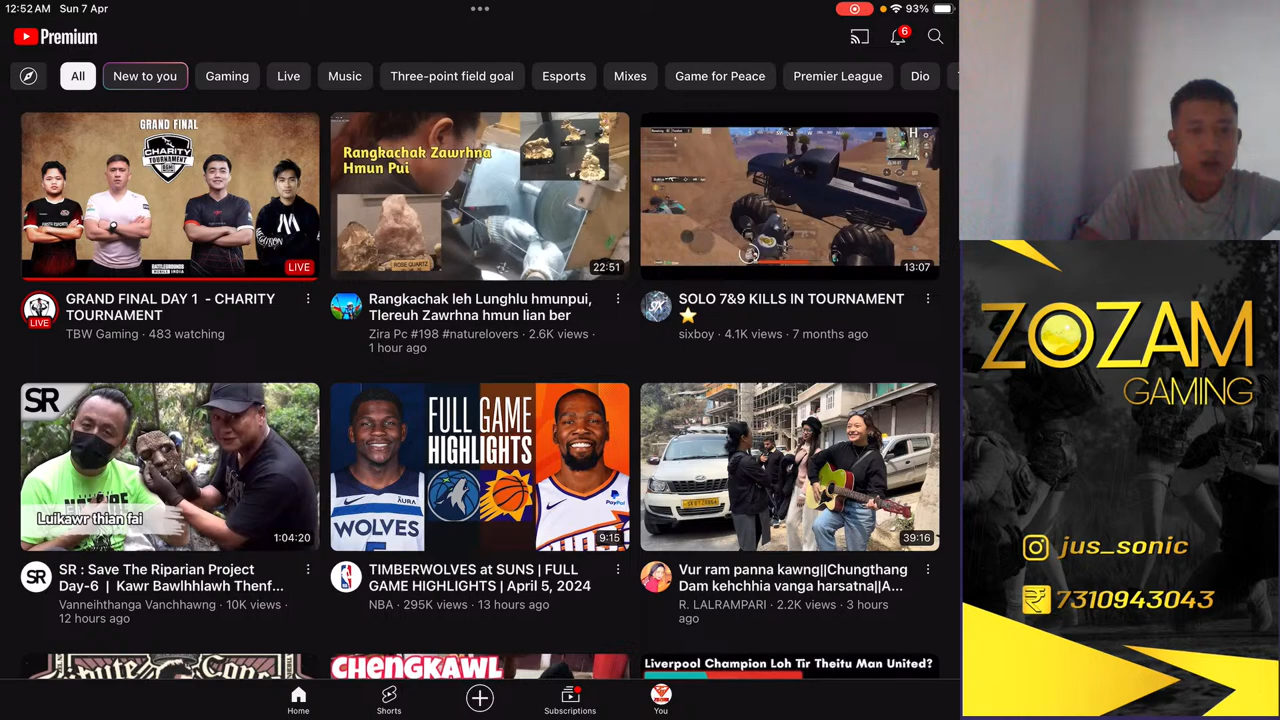 12:52 AM Sun 7 Apr
93%
Premium
6
All
New to you
Gaming
Live
Music
Three-point field goal
Esports
Mixes
Game for Peace
Premier League
Dio
GRAND FINAL
CHARITY
TOURNAMENT
LIVE
Rangkachak Zawrhna
Hmun Pui
ROSE QUARTZ
22:51
13:07
LIVE
GRAND FINAL DAY 1 - CHARITY
TOURNAMENT
TBW Gaming · 483 watching
Rangkachak leh Lunghlu hmunpui,
Tlereuh Zawrhna hmun lian ber
Zira Pc #198 #naturelovers · 2.6K views ·
1 hour ago
SOLO 7&9 KILLS IN TOURNAMENT
⭐
sixboy · 4.1K views · 7 months ago
SR
Luikawr thian fai
1:04:20
FULL GAME
HIGHLIGHTS
WOLVES
AURA
PayPal
9:15
39:16
SR
SR : Save The Riparian Project
Day-6 | Kawr Bawlhhlawh Thenf...
Vanneihthanga Vanchhawng · 10K views ·
12 hours ago
TIMBERWOLVES at SUNS | FULL
GAME HIGHLIGHTS | April 5, 2024
NBA · 295K views · 13 hours ago
Vur ram panna kawng||Chungthang
Dam kehchhia vanga harsatna||A...
R. LALRAMPARI · 2.2K views · 3 hours
ago
CHENGKAWL
Liverpool Champion Loh Tir Theitu Man United?
Home
Shorts
Subscriptions
You
ZOZAM
GAMING
jus_sonic
7310943043